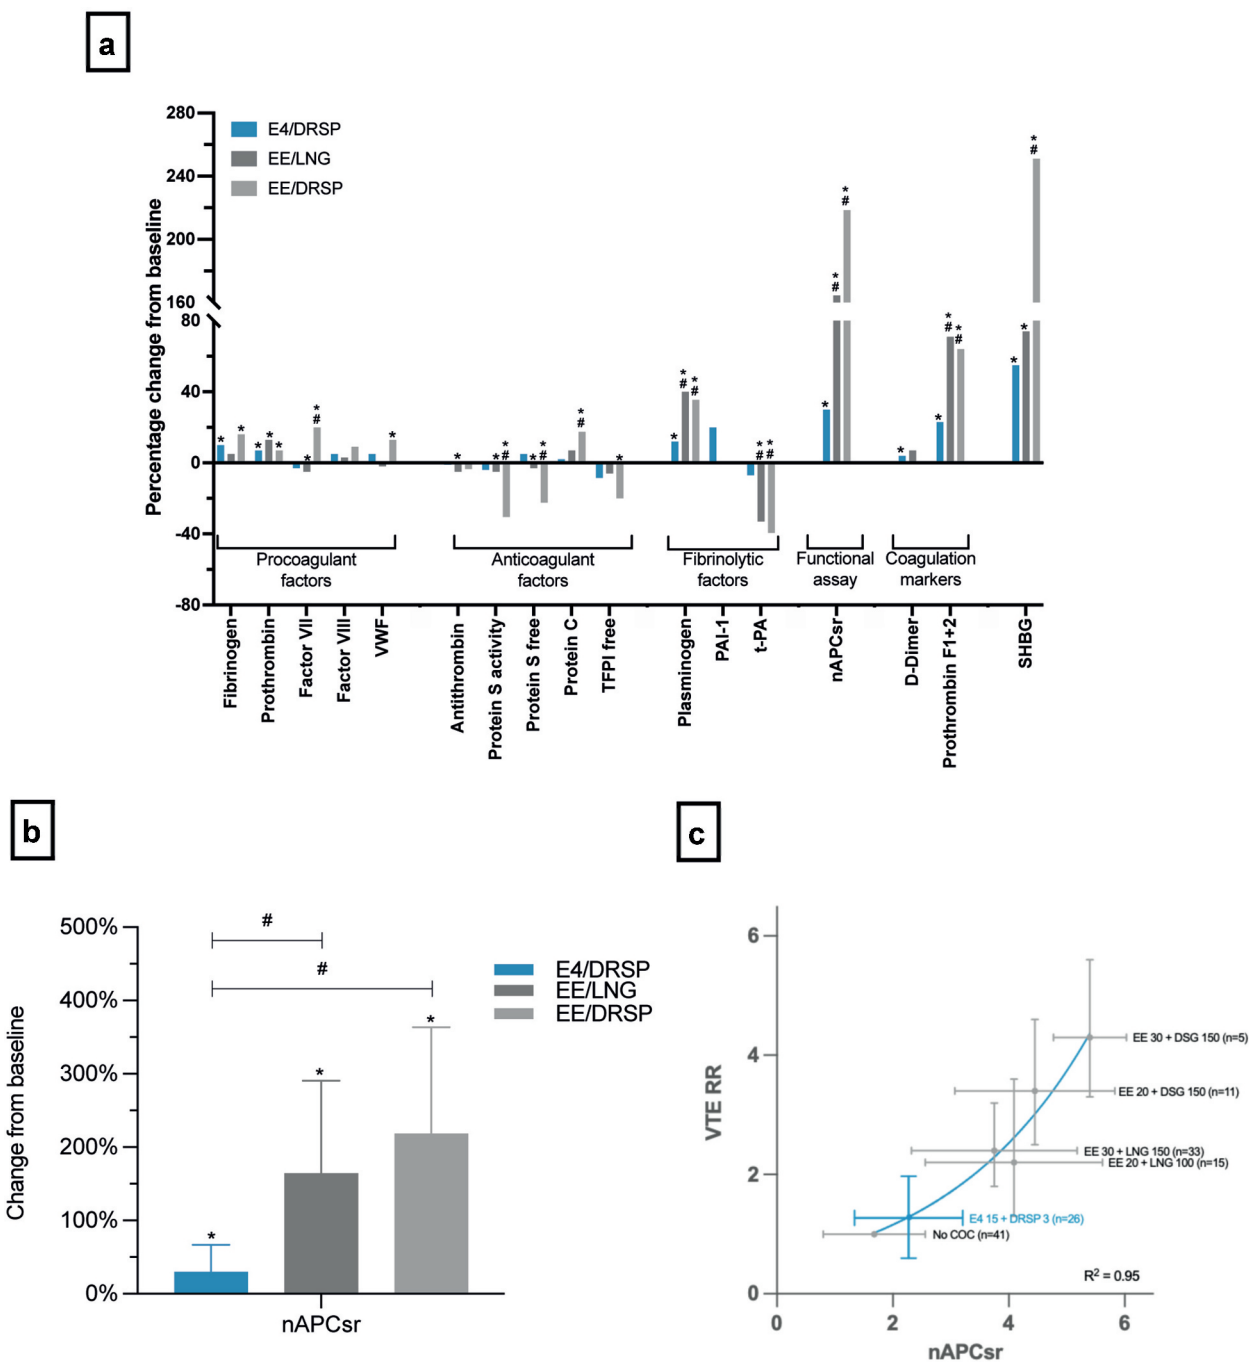 a
280
240
200
160
80
40
0
-40
-80
Percentage change from baseline
E4/DRSP
EE/LNG
EE/DRSP
* * * * * * * # * * * * # * * # * # * * * # * # * # * # * * # * # * * * # * # * * * #
Procoagulant
factors
Anticoagulant
factors
Fibrinolytic
factors
Functional
assay
Coagulation
markers
Fibrinogen
Prothrombin
Factor VII
Factor VIII
VWF
Antithrombin
Protein S activity
Protein S free
Protein C
TFPI free
Plasminogen
PAI-1
t-PA
nAPCsr
D-Dimer
Prothrombin F1+2
SHBG
b
500%
400%
300%
200%
100%
0%
Change from baseline
#
#
*
*
*
E4/DRSP
EE/LNG
EE/DRSP
nAPCsr
c
6
4
2
0
VTE RR
EE 30 + DSG 150 (n=5)
EE 20 + DSG 150 (n=11)
EE 30 + LNG 150 (n=33)
EE 20 + LNG 100 (n=15)
E4 15 + DRSP 3 (n=26)
No COC (n=41)
R² = 0.95
0 2 4 6
nAPCsr